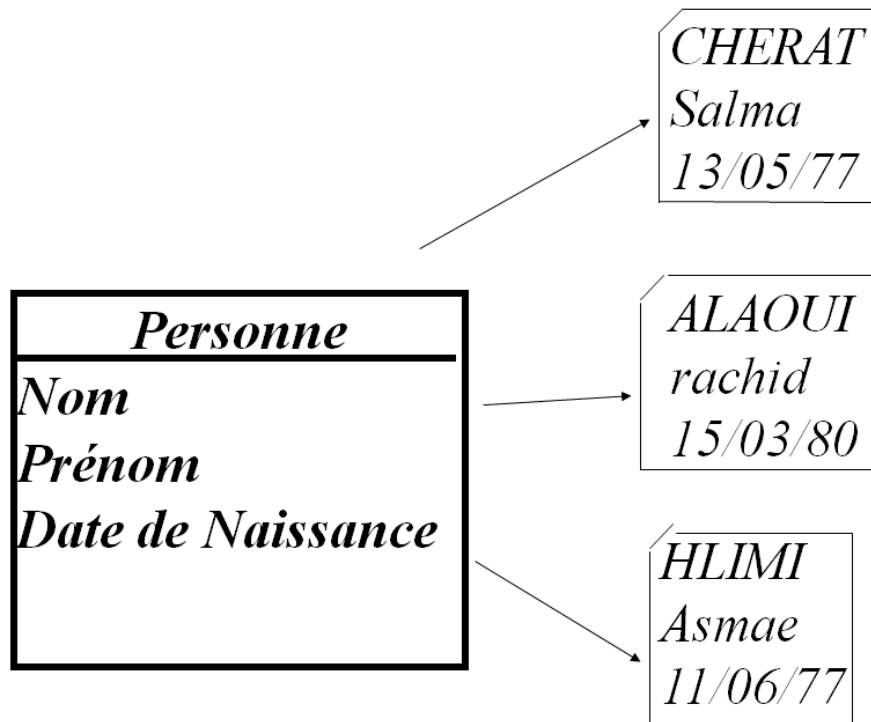 CHERAT
Salma
13/05/77
Personne
Nom
Prénom
Date de Naissance
ALAOUI
rachid
15/03/80
HLIMI
Asmae
11/06/77